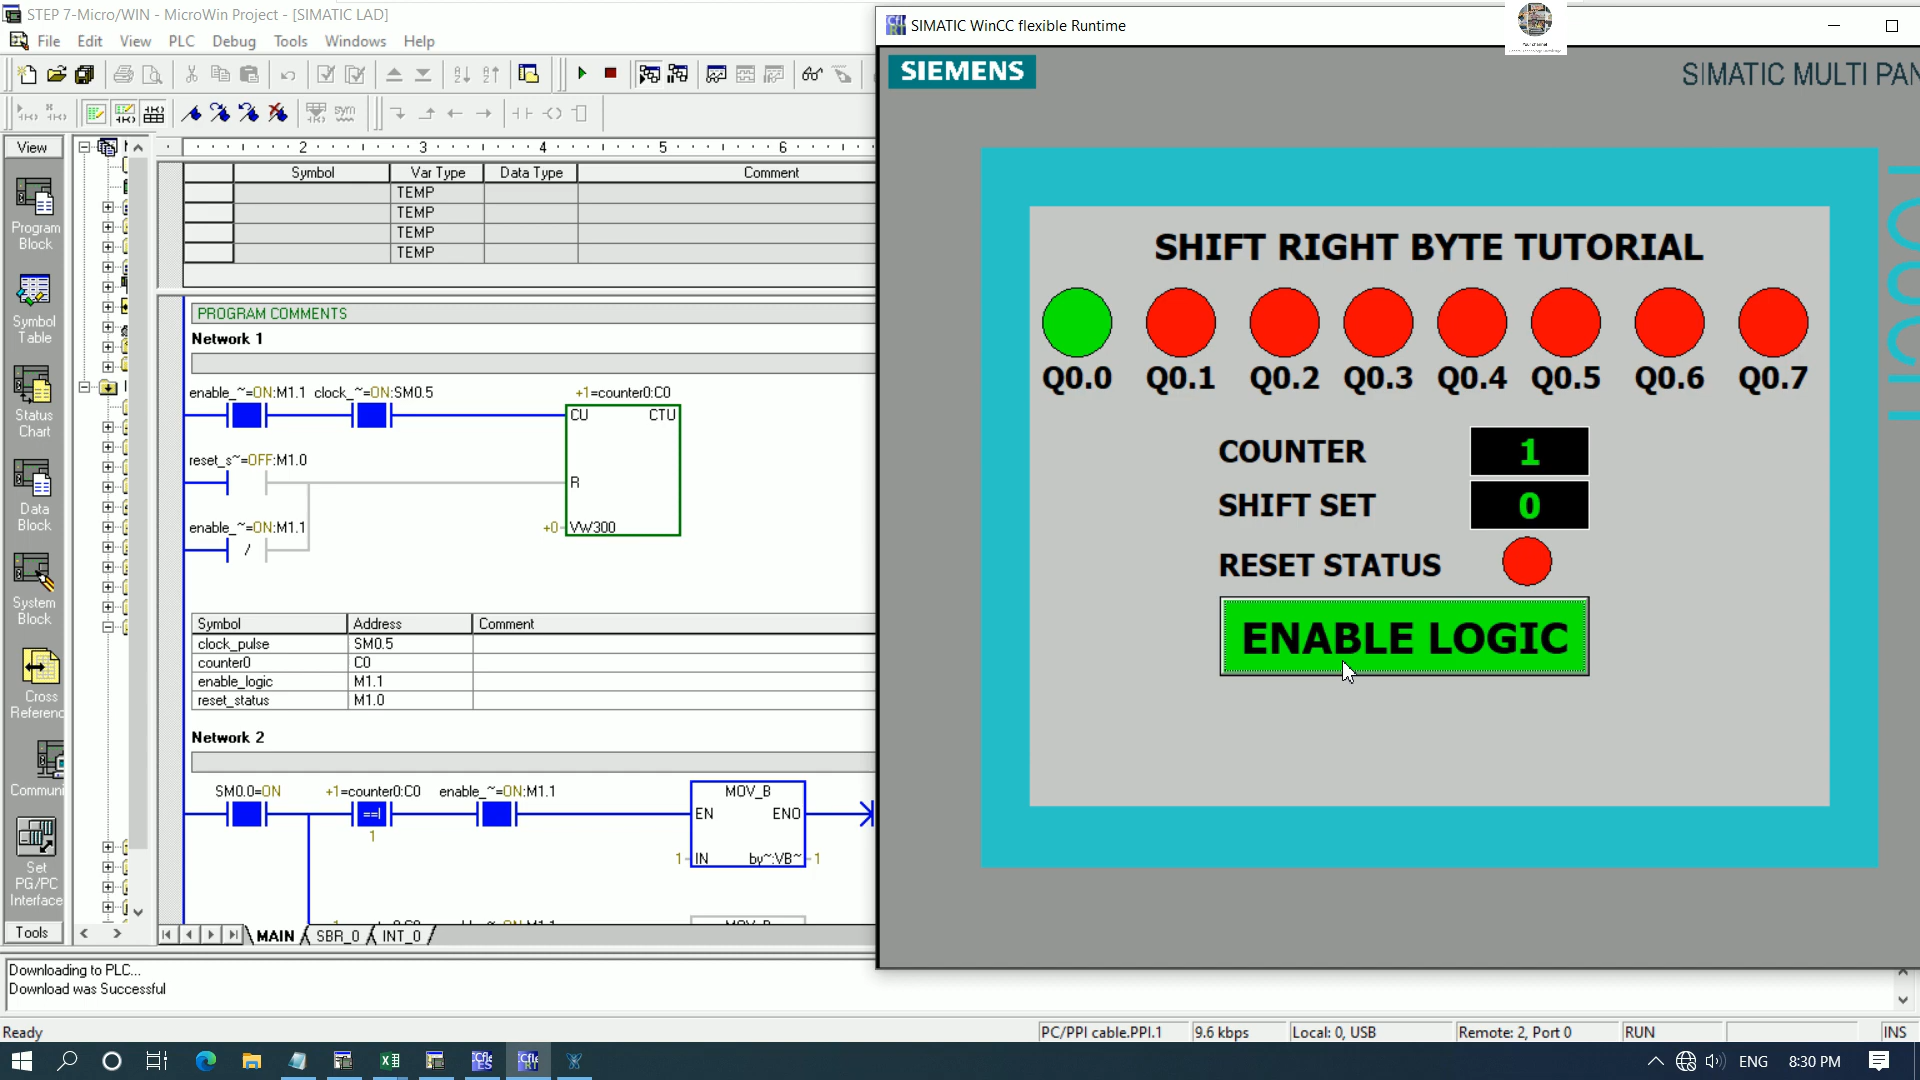 STEP 7-Micro/WIN - MicroWin Project - [SIMATIC LAD]
File Edit View PLC Debug Tools Windows Help
View
Program Block
Symbol Table
Status Chart
Data Block
System Block
Cross Referenc
Communi
Set PG/PC Interface
Tools
2 3 4 5 6
Symbol Var Type Data Type Comment
TEMP
TEMP
TEMP
TEMP
PROGRAM COMMENTS
Network 1
enable_~=ON:M1.1 clock_~=ON:SM0.5 +1=counter0:C0
CU CTU
reset_s~=OFF:M1.0
R
enable_~=ON:M1.1
/
+0 VW300
Symbol Address Comment
clock_pulse SM0.5
counter0 C0
enable_logic M1.1
reset_status M1.0
Network 2
SM0.0=ON +1=counter0:C0 enable_~=ON:M1.1
MOV_B
EN ENO
==I
1
1 IN by~:VB~ 1
MAIN SBR_0 INT_0
Downloading to PLC...
Download was Successful
Ready
PC/PPI cable.PPI.1 9.6 kbps Local: 0, USB Remote: 2, Port 0 RUN INS
SIMATIC WinCC flexible Runtime
SIEMENS
SIMATIC MULTI PAN
SHIFT RIGHT BYTE TUTORIAL
Q0.0 Q0.1 Q0.2 Q0.3 Q0.4 Q0.5 Q0.6 Q0.7
COUNTER 1
SHIFT SET 0
RESET STATUS
ENABLE LOGIC
TOUCH
ENG 8:30 PM